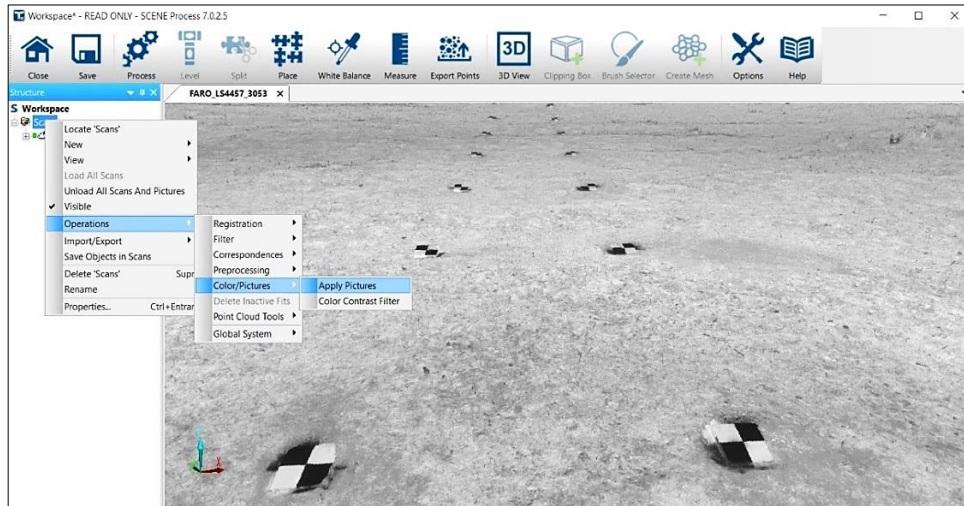 Workspace* - READ ONLY - SCENE Process 7.0.2.5
Close Save Process Level Split Place White Balance Measure Export Points 3D View Clipping Box Brush Selector Create Mesh Options Help
3D
Structure
FARO_LS4457_3053
S Workspace
Locate 'Scans'
New
View
Load All Scans
Unload All Scans And Pictures
Visible
Operations
Import/Export
Save Objects in Scans
Delete 'Scans' Supr
Rename
Properties... Ctrl+Entrar
Registration
Filter
Correspondences
Preprocessing
Color/Pictures
Delete Inactive Fits
Point Cloud Tools
Global System
Apply Pictures
Color Contrast Filter